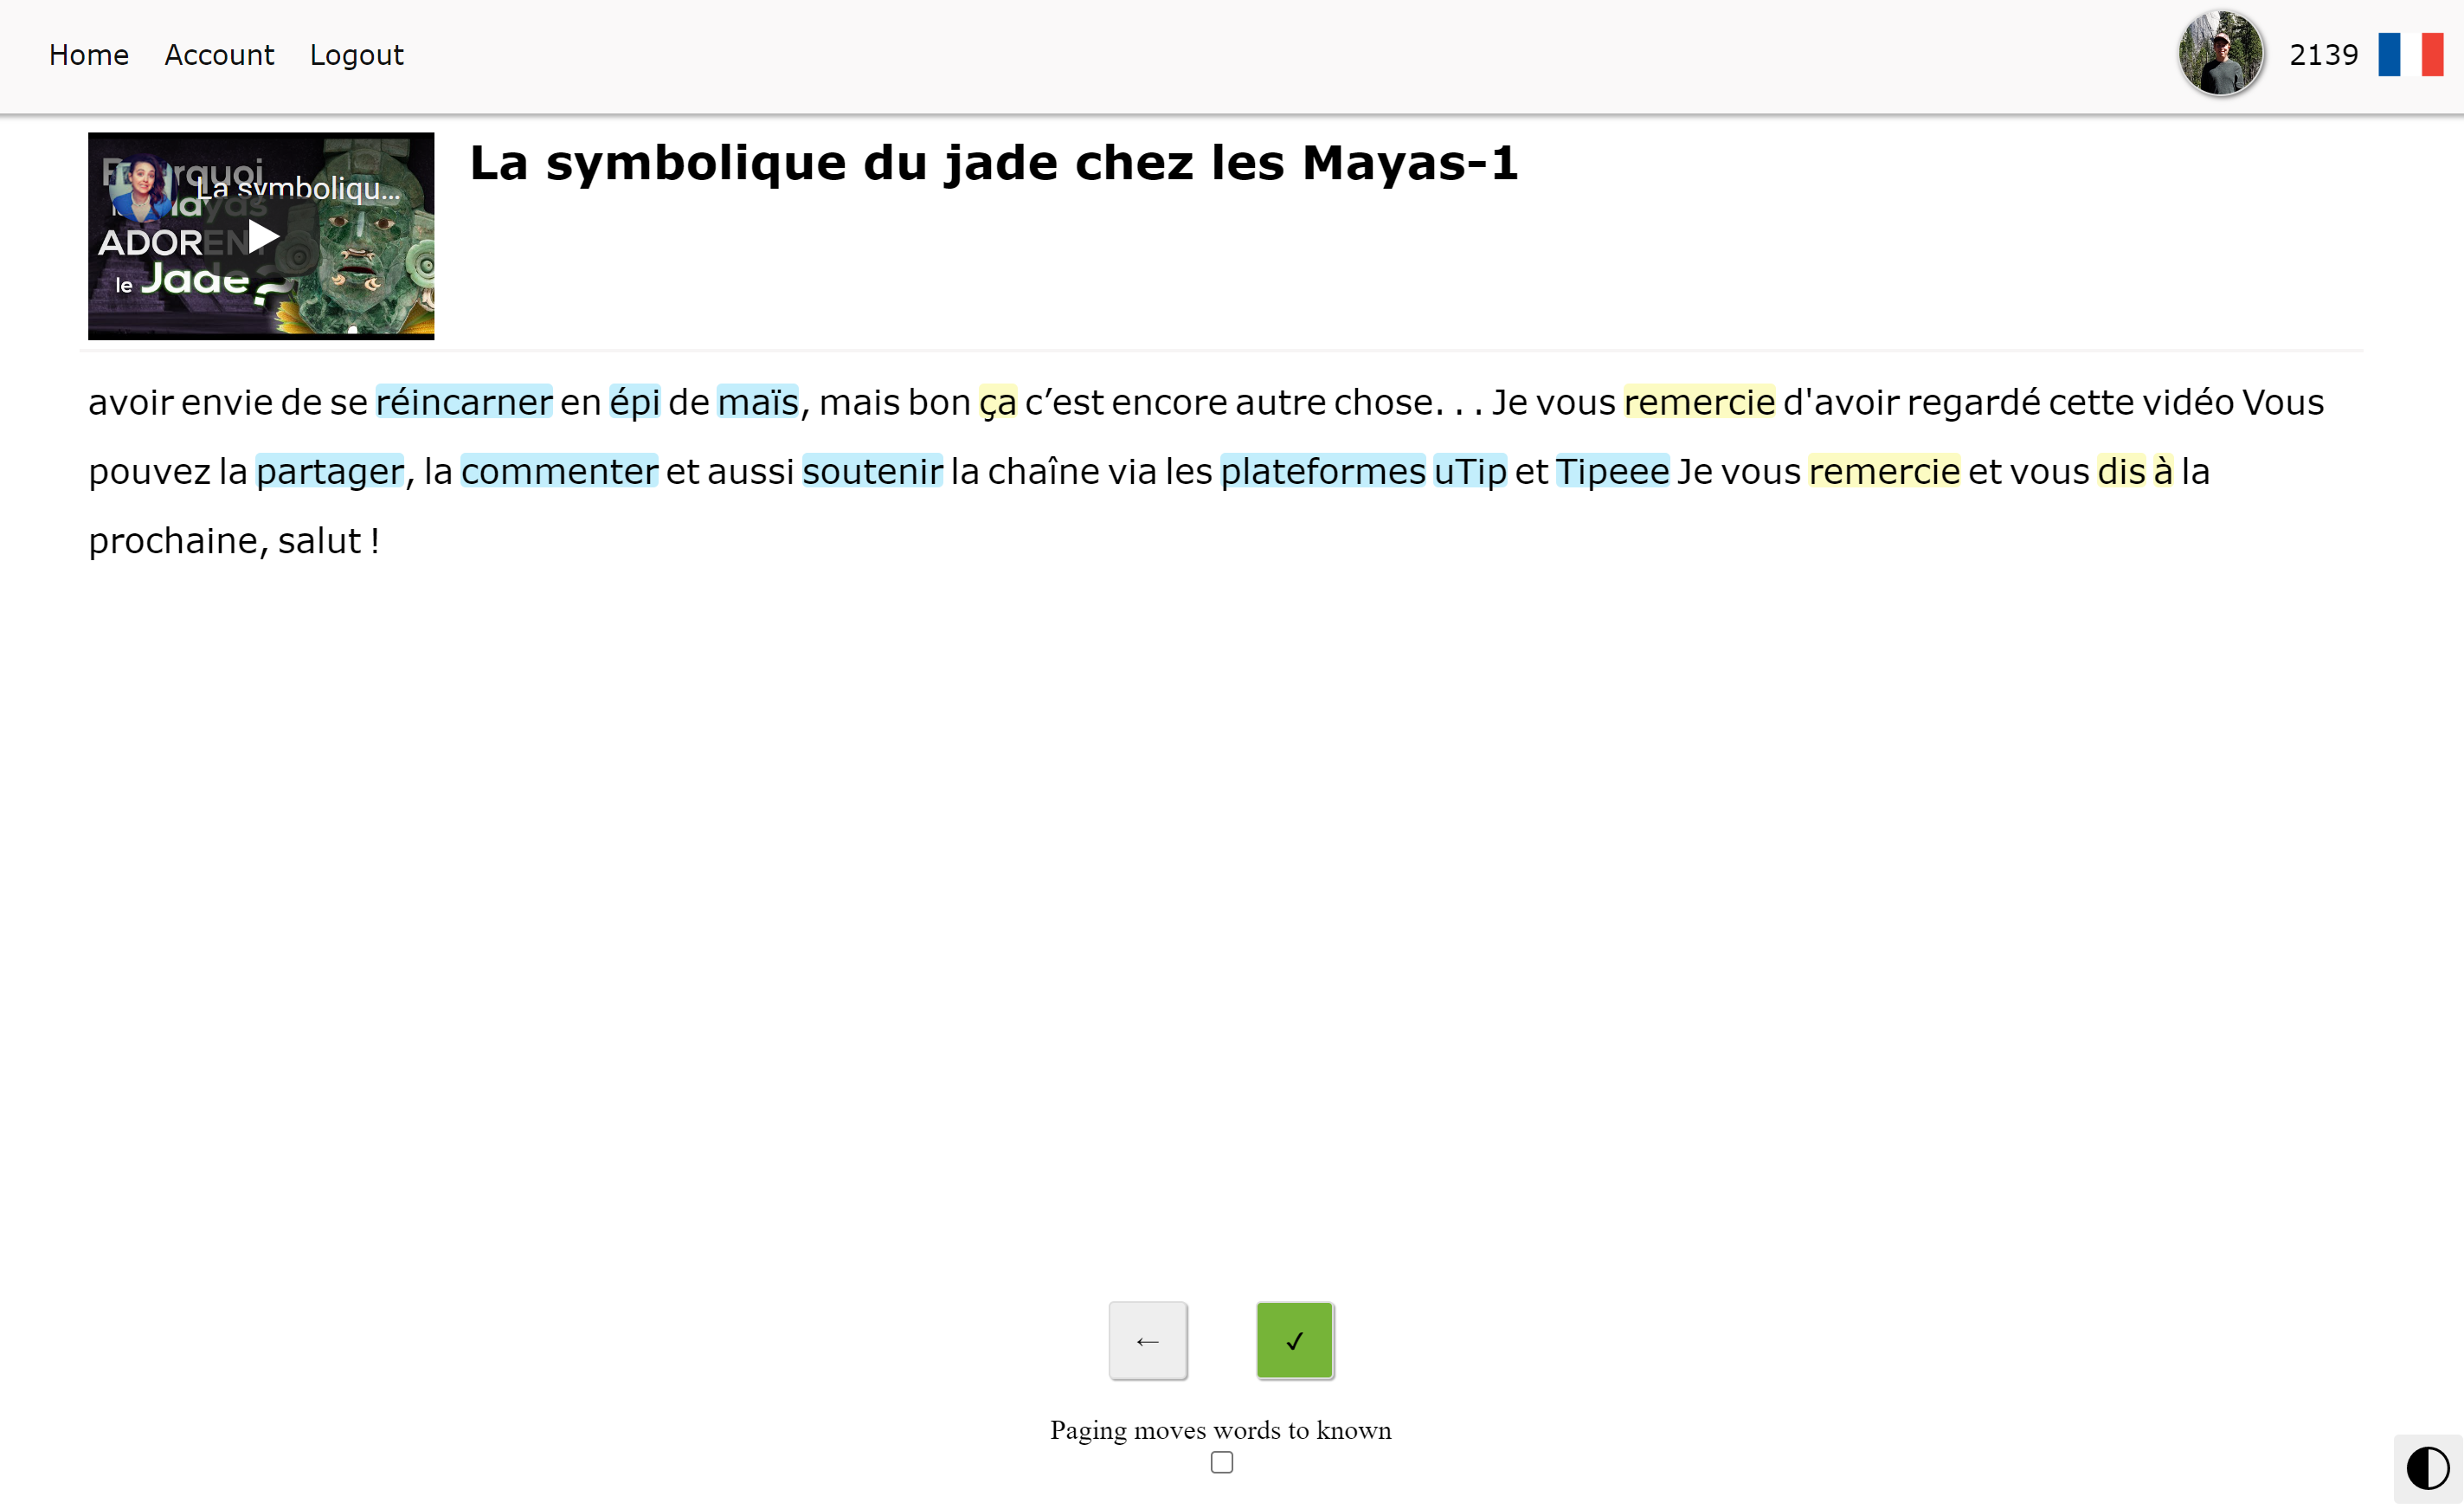 Home Account Logout
2139
La symbolique du jade chez les Mayas-1
La symboliqu...
ADORENT
le Jade?
avoir envie de se réincarner en épi de maïs, mais bon ça c’est encore autre chose. . . Je vous remercie d'avoir regardé cette vidéo Vous
pouvez la partager, la commenter et aussi soutenir la chaîne via les plateformes uTip et Tipeee Je vous remercie et vous dis à la
prochaine, salut !
←
✓
Paging moves words to known